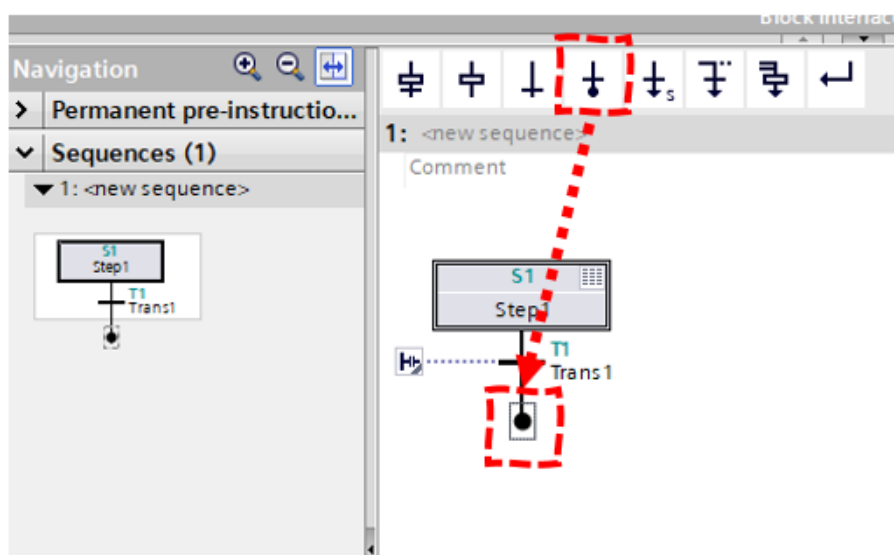 Block Interfac
Navigation
Permanent pre-instructio...
Sequences (1)
1: <new sequence>
S1
Step1
T1
Trans1
S
1: <new sequence>
Comment
S1
Step1
T1
Trans1